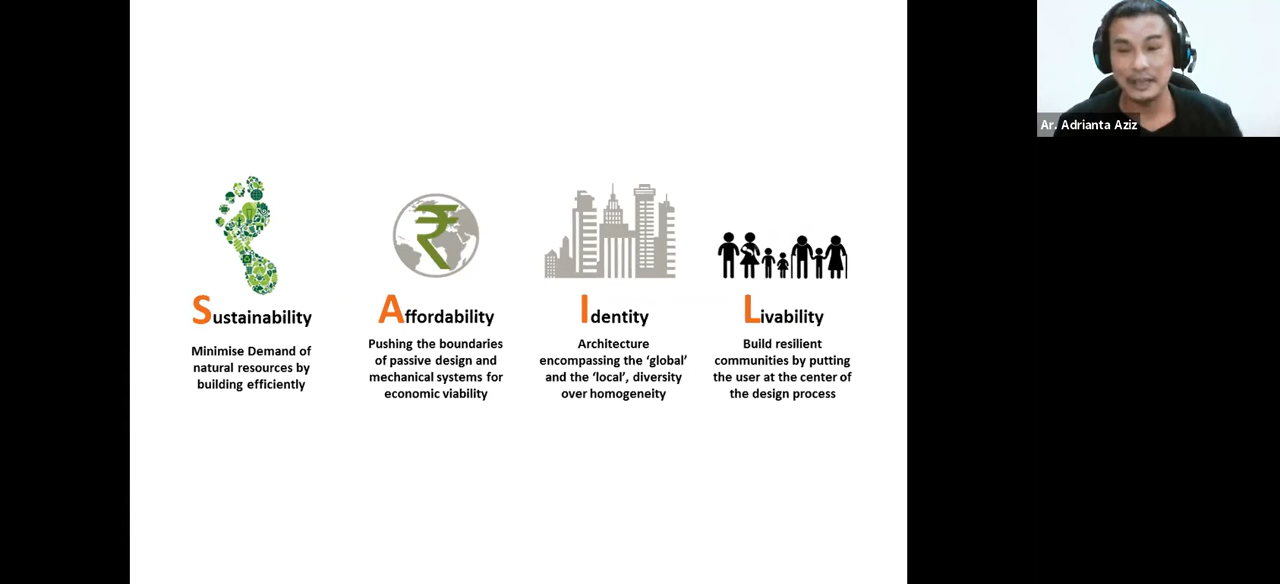 Ar. Adrianta Aziz
Sustainability
Minimise Demand of
natural resources by
building efficiently
Affordability
Pushing the boundaries
of passive design and
mechanical systems for
economic viability
Identity
Architecture
encompassing the ‘global’
and the ‘local’, diversity
over homogeneity
Livability
Build resilient
communities by putting
the user at the center of
the design process